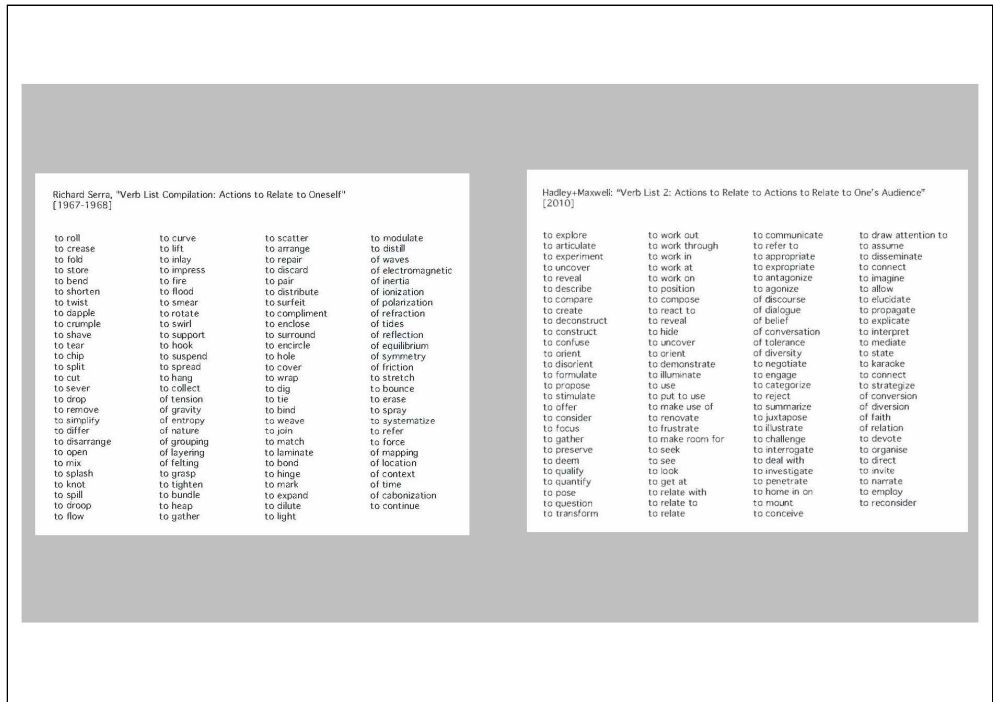 Richard Serra, "Verb List Compilation: Actions to Relate to Oneself"
[1967-1968]
to roll
to crease
to fold
to store
to bend
to shorten
to twist
to dapple
to crumple
to shave
to tear
to chip
to split
to cut
to sever
to drop
to remove
to simplify
to differ
to disarrange
to open
to mix
to splash
to knot
to spill
to droop
to flow
to curve
to lift
to inlay
to impress
to fire
to flood
to smear
to rotate
to swirl
to support
to hook
to suspend
to spread
to hang
to collect
of tension
of gravity
of entropy
of nature
of grouping
of layering
of felting
to grasp
to tighten
to bundle
to heap
to gather
to scatter
to arrange
to repair
to discard
to pair
to distribute
to surfeit
to compliment
to enclose
to surround
to encircle
to hole
to cover
to wrap
to dig
to tie
to bind
to weave
to join
to match
to laminate
to bond
to hinge
to mark
to expand
to dilute
to light
to modulate
to distill
of waves
of electromagnetic
of inertia
of ionization
of polarization
of refraction
of tides
of reflection
of equilibrium
of symmetry
of friction
to stretch
to bounce
to erase
to spray
to systematize
to refer
to force
of mapping
of location
of context
of time
of cabonization
to continue
Hadley+Maxwell: "Verb List 2: Actions to Relate to Actions to Relate to One's Audience"
[2010]
to explore
to articulate
to experiment
to uncover
to reveal
to describe
to compare
to create
to deconstruct
to construct
to confuse
to orient
to disorient
to formulate
to propose
to stimulate
to offer
to consider
to focus
to gather
to preserve
to deem
to qualify
to quantify
to pose
to question
to transform
to work out
to work through
to work in
to work at
to work on
to position
to compose
to react to
to reveal
to hide
to uncover
to orient
to demonstrate
to illuminate
to use
to put to use
to make use of
to renovate
to frustrate
to make room for
to seek
to see
to look
to get at
to relate with
to relate to
to relate
to communicate
to refer to
to appropriate
to expropriate
to antagonize
to agonize
of discourse
of dialogue
of belief
of conversation
of tolerance
of diversity
to negotiate
to engage
to categorize
to reject
to summarize
to juxtapose
to illustrate
to challenge
to interrogate
to deal with
to investigate
to penetrate
to home in on
to mount
to conceive
to draw attention to
to assume
to disseminate
to connect
to imagine
to allow
to elucidate
to propagate
to explicate
to interpret
to mediate
to state
to karaoke
to connect
to strategize
of conversion
of diversion
of faith
of relation
to devote
to organise
to direct
to invite
to narrate
to employ
to reconsider